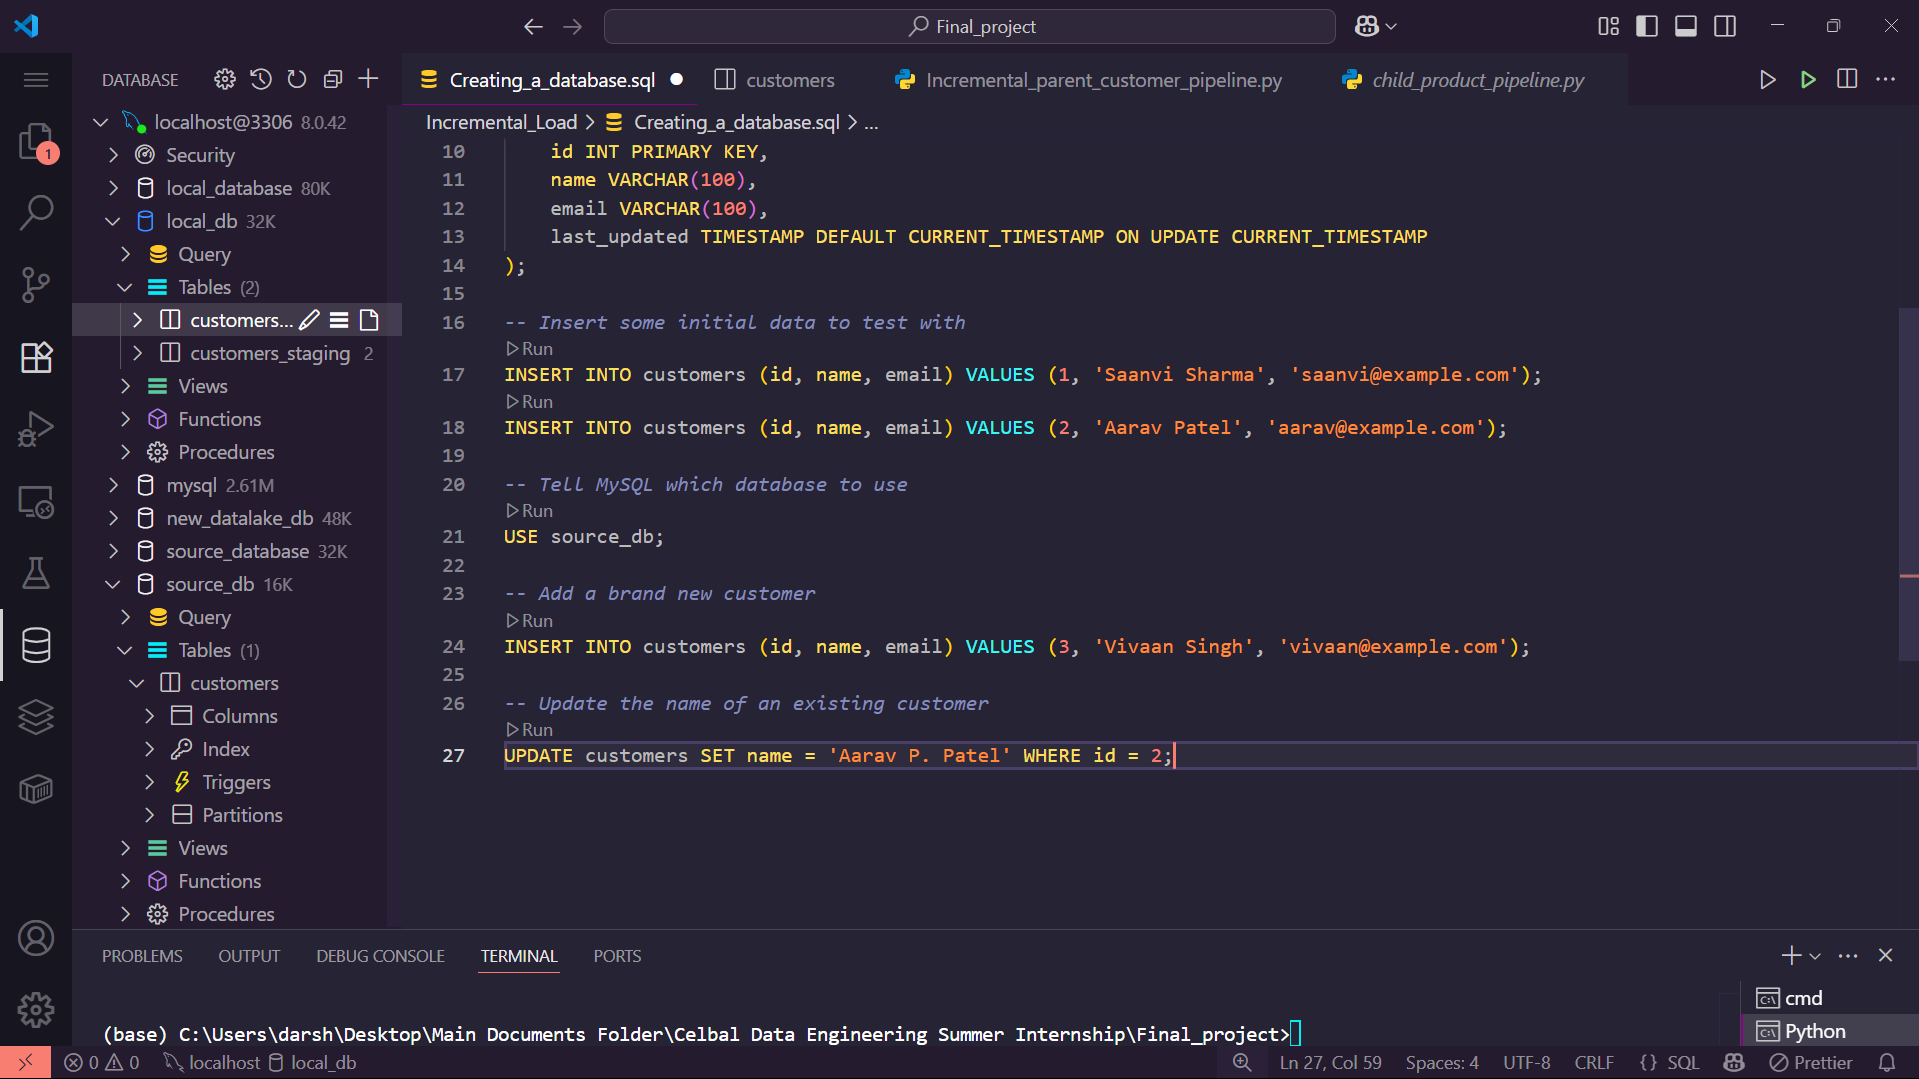 Final_project
DATABASE
Creating_a_database.sql
customers
Incremental_parent_customer_pipeline.py
child_product_pipeline.py
localhost@3306 8.0.42
Security
local_database 80K
local_db 32K
Query
Tables (2)
customers...
customers_staging 2
Views
Functions
Procedures
mysql 2.61M
new_datalake_db 48K
source_database 32K
source_db 16K
Query
Tables (1)
customers
Columns
Index
Triggers
Partitions
Views
Functions
Procedures
1
Incremental_Load > Creating_a_database.sql > ...
10 id INT PRIMARY KEY,
11 name VARCHAR(100),
12 email VARCHAR(100),
13 last_updated TIMESTAMP DEFAULT CURRENT_TIMESTAMP ON UPDATE CURRENT_TIMESTAMP
14 );
15
16 -- Insert some initial data to test with
Run
17 INSERT INTO customers (id, name, email) VALUES (1, 'Saanvi Sharma', 'saanvi@example.com');
Run
18 INSERT INTO customers (id, name, email) VALUES (2, 'Aarav Patel', 'aarav@example.com');
19
20 -- Tell MySQL which database to use
Run
21 USE source_db;
22
23 -- Add a brand new customer
Run
24 INSERT INTO customers (id, name, email) VALUES (3, 'Vivaan Singh', 'vivaan@example.com');
25
26 -- Update the name of an existing customer
Run
27 UPDATE customers SET name = 'Aarav P. Patel' WHERE id = 2;
PROBLEMS OUTPUT DEBUG CONSOLE TERMINAL PORTS
(base) C:\Users\darsh\Desktop\Main Documents Folder\Celbal Data Engineering Summer Internship\Final_project>
cmd
Python
0 0 localhost local_db Ln 27, Col 59 Spaces: 4 UTF-8 CRLF {} SQL Prettier